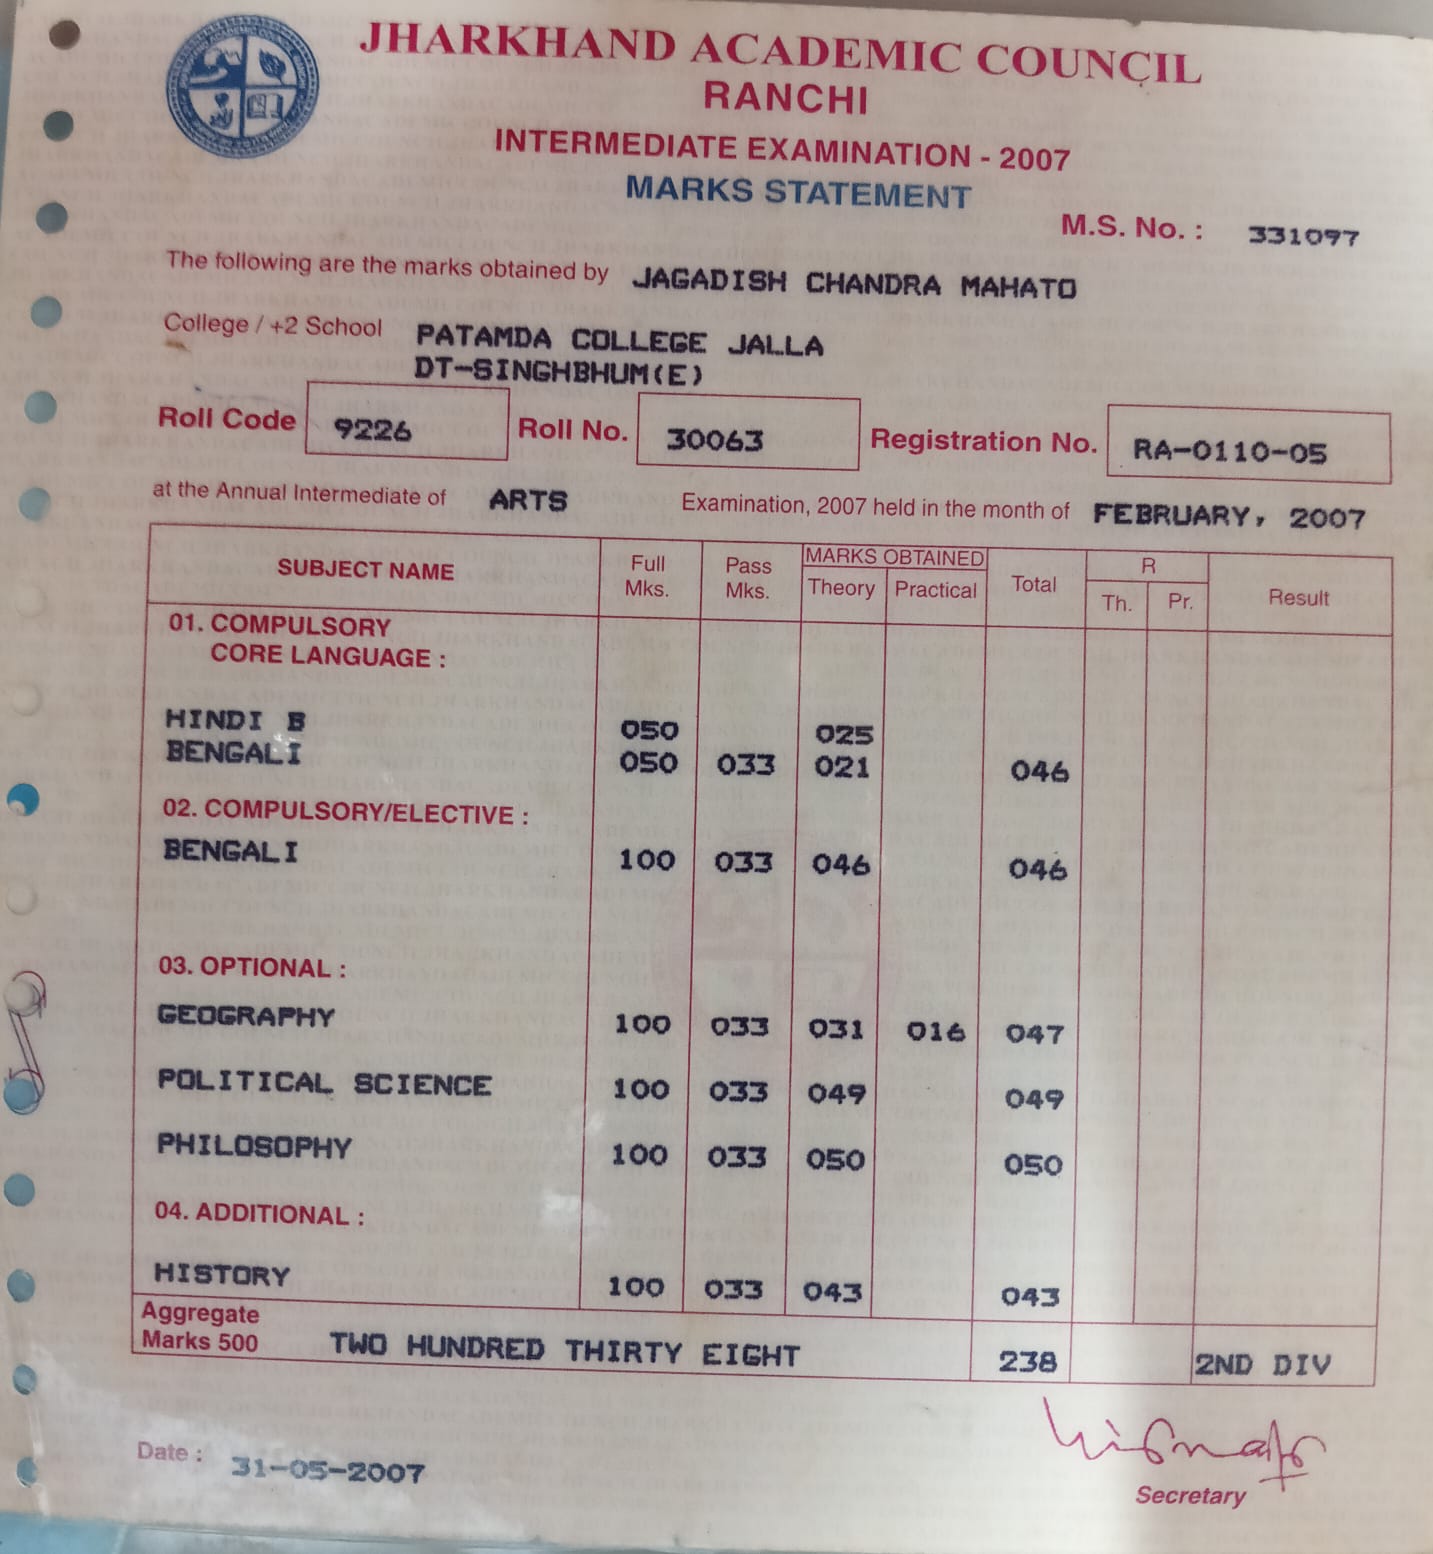 JHARKHAND ACADEMIC COUNCIL
RANCHI
INTERMEDIATE EXAMINATION - 2007
MARKS STATEMENT
M.S. No. : 331097
The following are the marks obtained by JAGADISH CHANDRA MAHATO
College / +2 School PATAMDA COLLEGE JALLA
DT-SINGHBHUM(E)
Roll Code 9226 Roll No. 30063 Registration No. RA-0110-05
at the Annual Intermediate of ARTS Examination, 2007 held in the month of FEBRUARY, 2007
SUBJECT NAME Full Mks. Pass Mks. MARKS OBTAINED Theory Practical Total R Th. Pr. Result
01. COMPULSORY
CORE LANGUAGE :
HINDI B 050 025
BENGALI 050 033 021 046
02. COMPULSORY/ELECTIVE :
BENGALI 100 033 046 046
03. OPTIONAL :
GEOGRAPHY 100 033 031 016 047
POLITICAL SCIENCE 100 033 049 049
PHILOSOPHY 100 033 050 050
04. ADDITIONAL :
HISTORY 100 033 043 043
Aggregate
Marks 500 TWO HUNDRED THIRTY EIGHT 238 2ND DIV
Date : 31-05-2007
Secretary